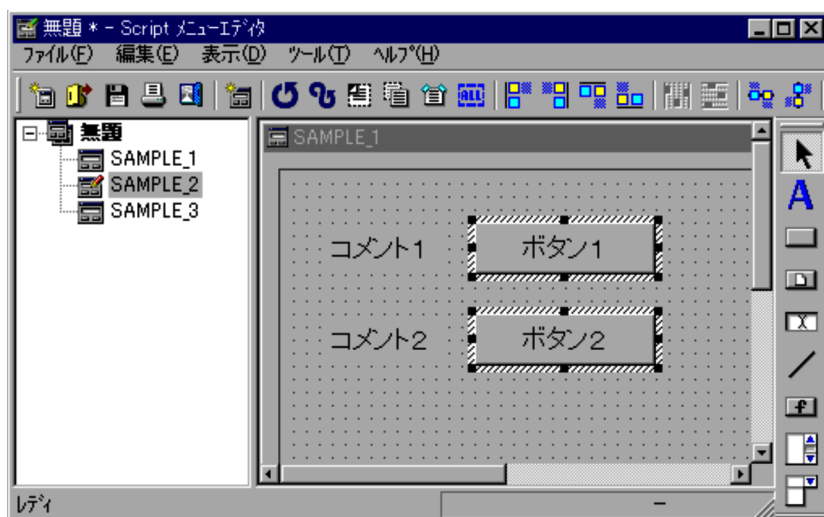 無題 * - Script ﾒﾆｭｰｴﾃﾞｨﾀ
ﾌｧｲﾙ(F) 編集(E) 表示(D) ﾂｰﾙ(T) ﾍﾙﾌﾟ(H)
ALL
無題
SAMPLE_1
SAMPLE_2
SAMPLE_3
SAMPLE_1
コメント1 ボタン1
コメント2 ボタン2
A
X
f
ﾚﾃﾞｨ